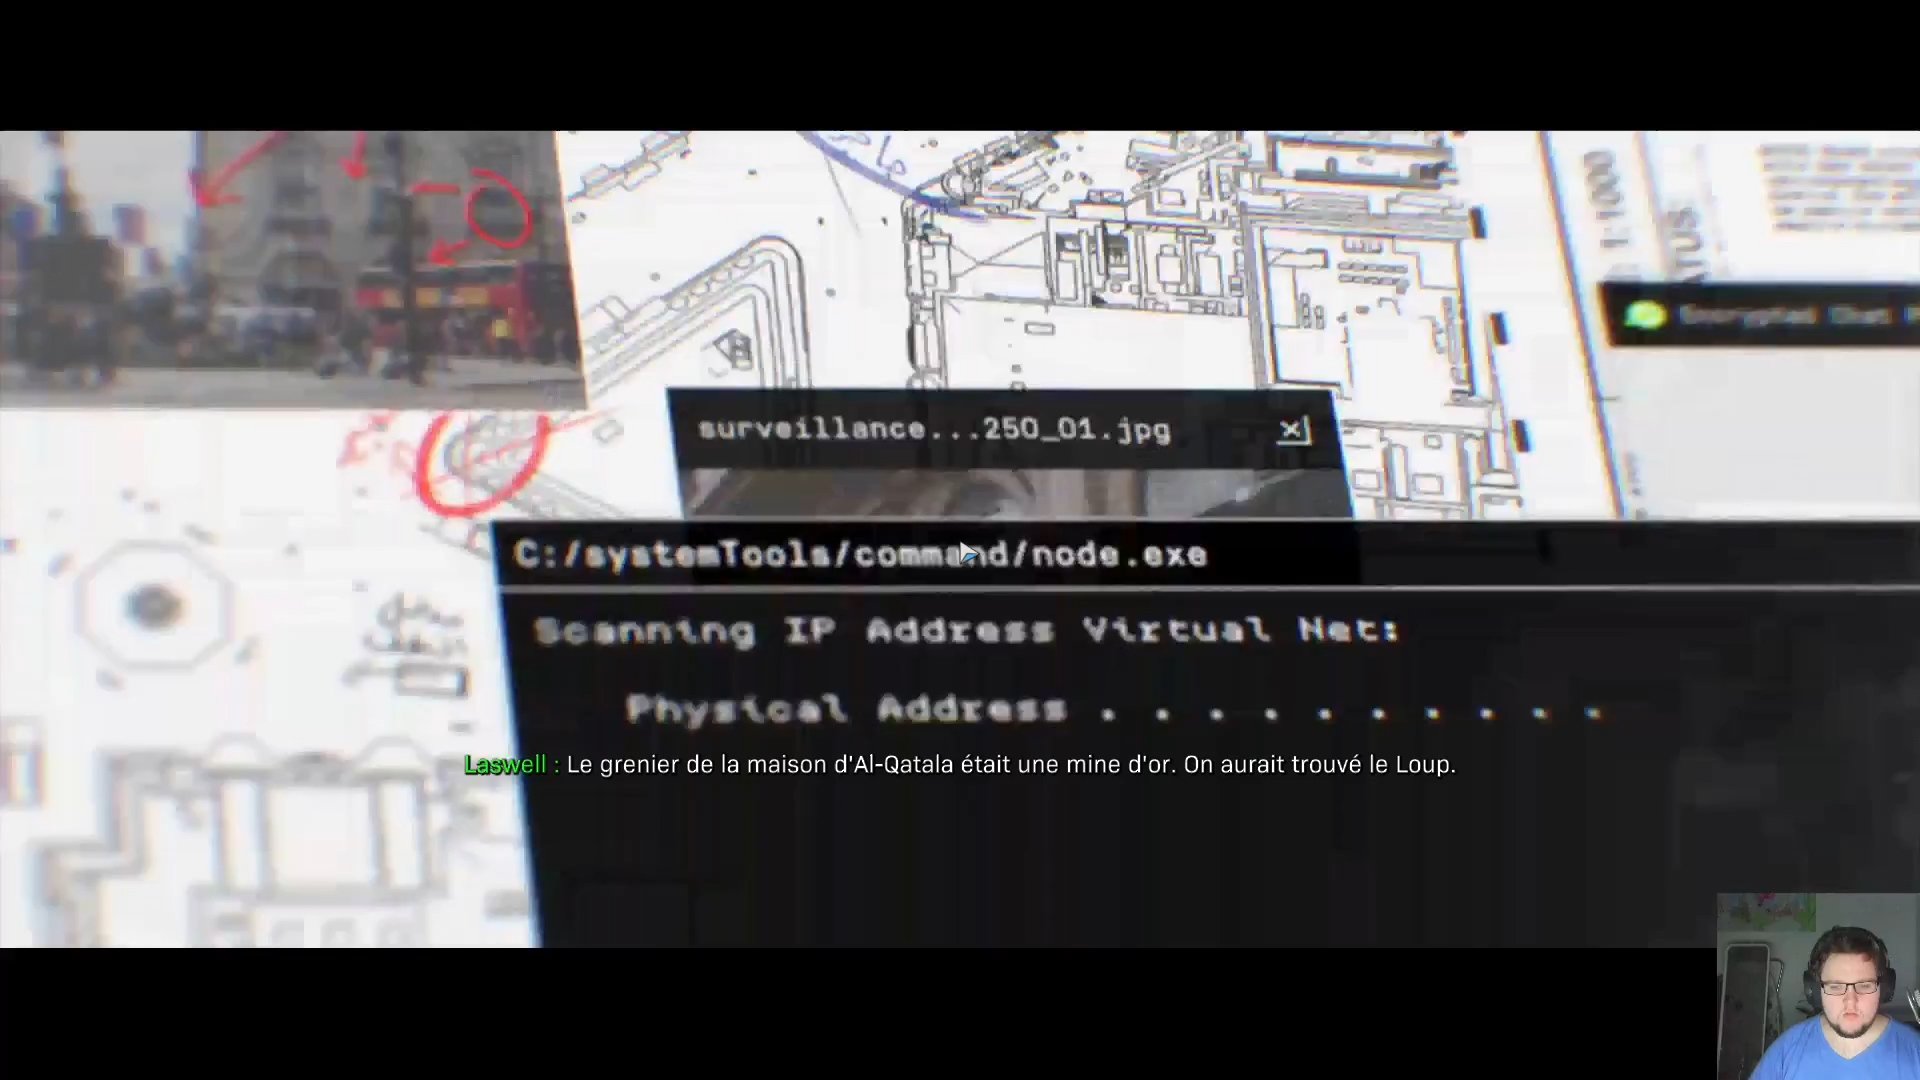 surveillance...250_01.jpg
C:/systemTools/command/node.exe
Scanning IP Address Virtual Net:
Physical Address . . . . . . . . . .
Laswell : Le grenier de la maison d'Al-Qatala était une mine d'or. On aurait trouvé le Loup.